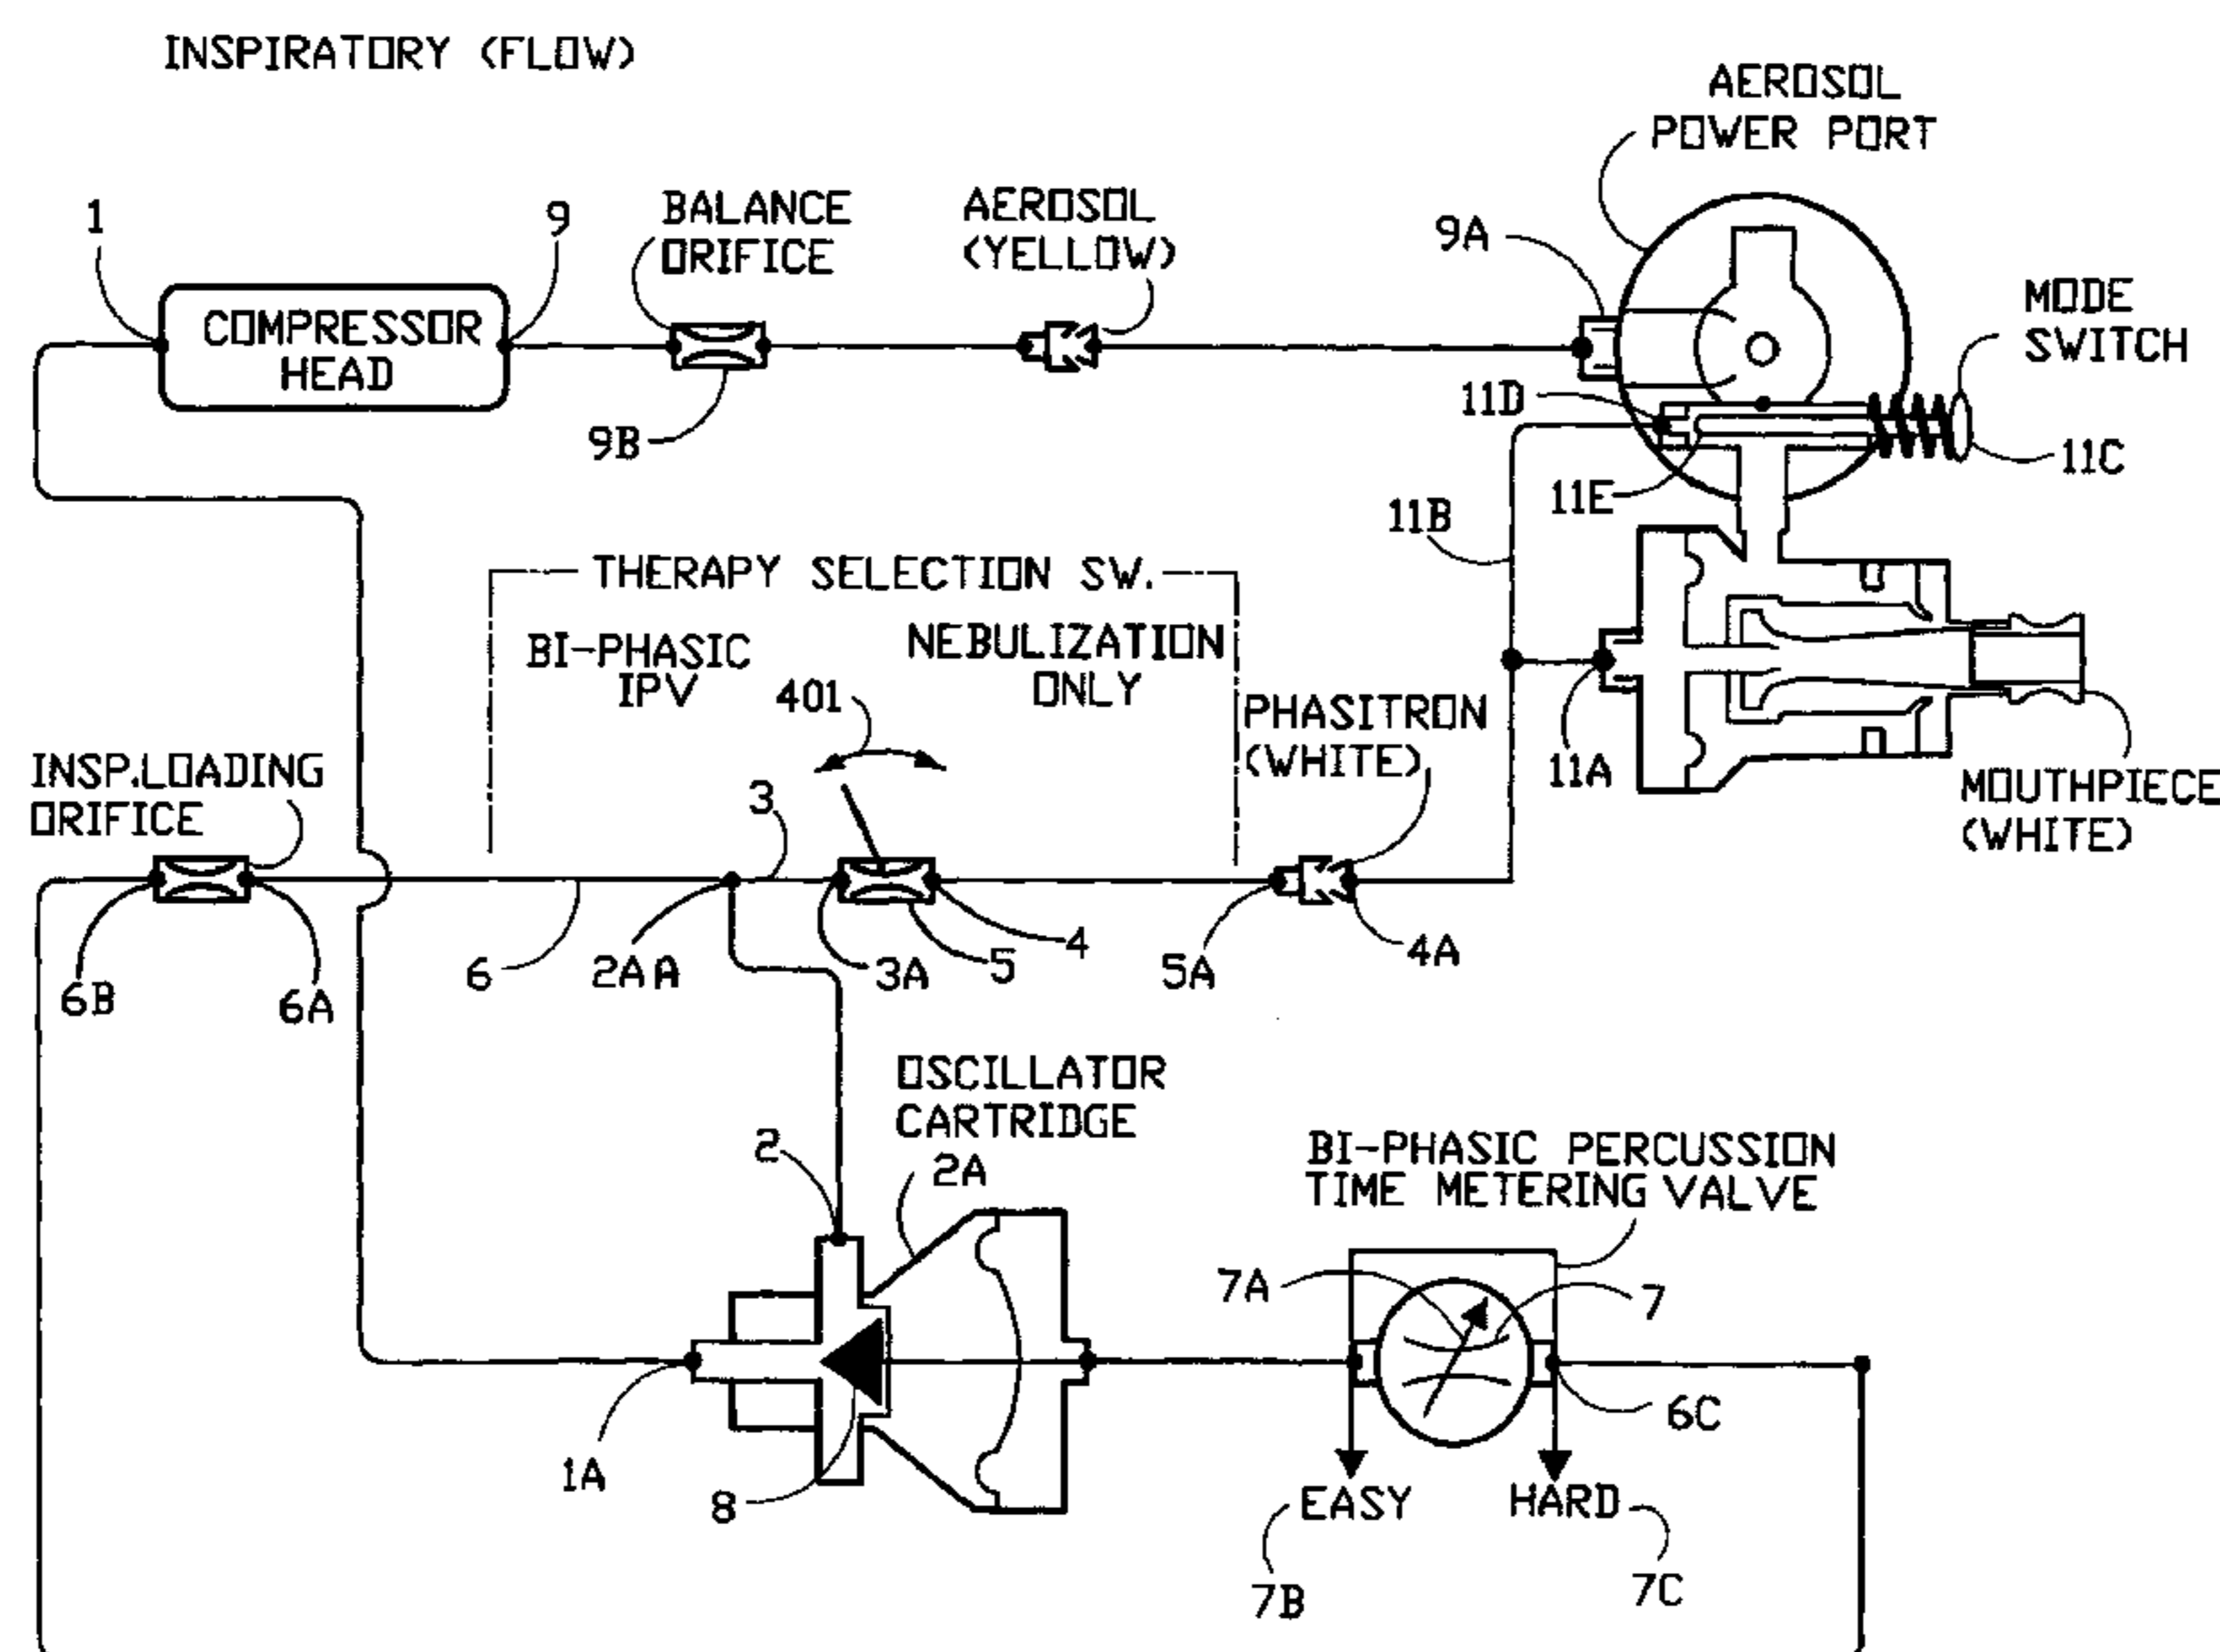 INSPIRATORY (FLOW)
AEROSOL
POWER PORT
1
9
BALANCE
ORIFICE
AEROSOL
(YELLOW)
9A
MODE
SWITCH
COMPRESSOR
HEAD
9B
11D
11C
11E
11B
THERAPY SELECTION SW.
BI-PHASIC
IPV
NEBULIZATION
ONLY
401
PHASITRON
(WHITE)
11A
MOUTHPIECE
(WHITE)
INSP.LOADING
ORIFICE
3
6B
6A
6
2AA
3A
5
4
5A
4A
OSCILLATOR
CARTRIDGE
2
2A
BI-PHASIC PERCUSSION
TIME METERING VALVE
7A
7
6C
1A
8
EASY
HARD
7B
7C